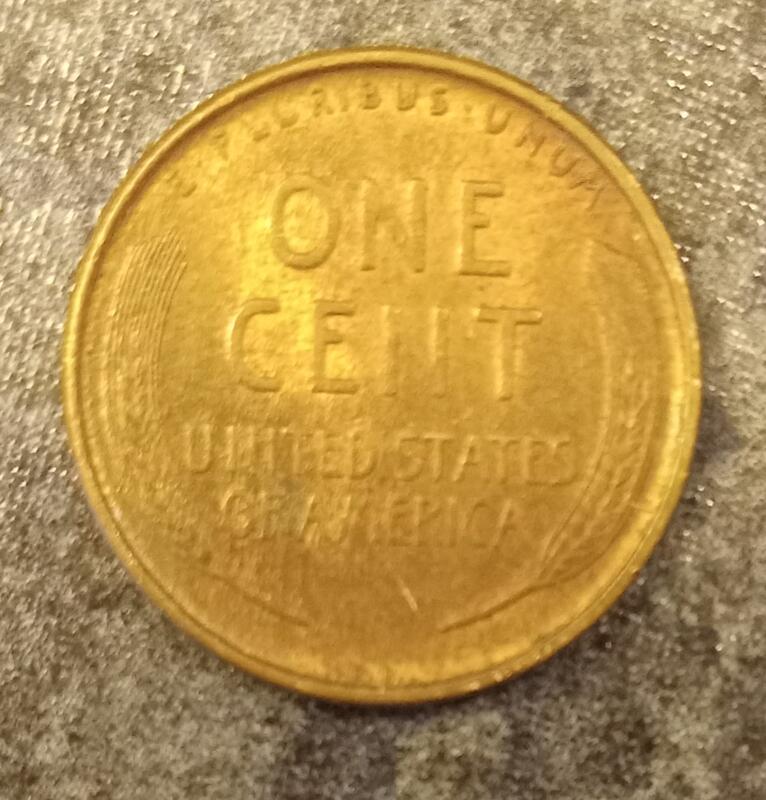 E·PLURIBUS·UNUM
ONE
CENT
UNITED STATES
OF AMERICA